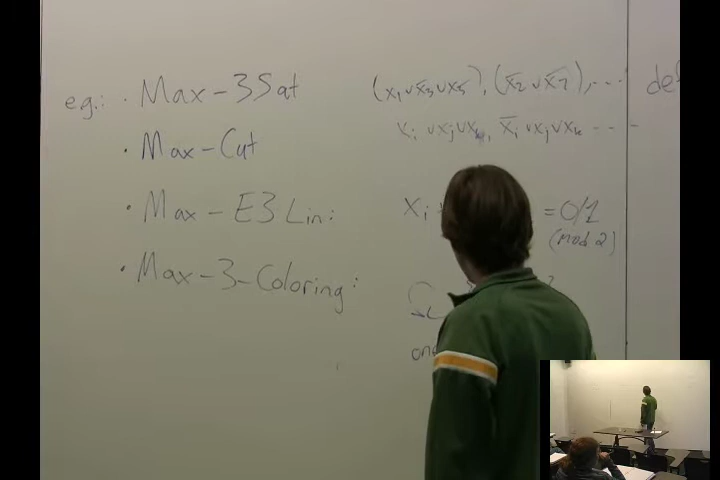 eg.: · Max-3Sat (x₁ ∨ x̄₃ ∨ x₅), (x̄₂ ∨ x̄₇), ...
xᵢ ∨ xⱼ ∨ xₖ, x̄ᵢ ∨ xⱼ ∨ xₖ ...
· Max-Cut
· Max-E3Lin: xᵢ + = 0/1
(mod 2)
· Max-3-Coloring: